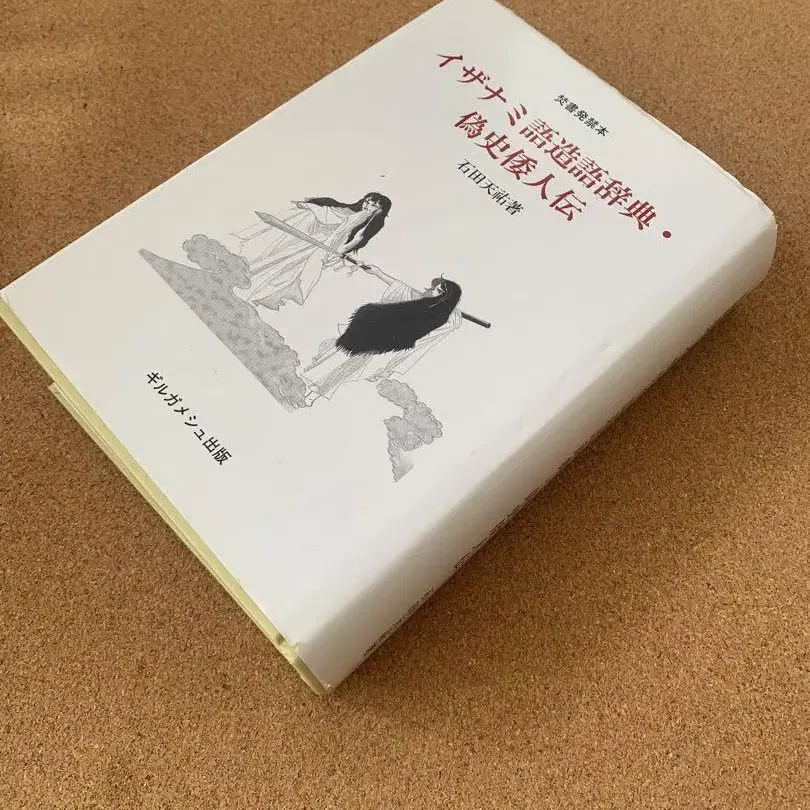 焚書発禁本
イザナミ語造語辞典・
偽史倭人伝
石田天祐著
ギルガメシュ出版